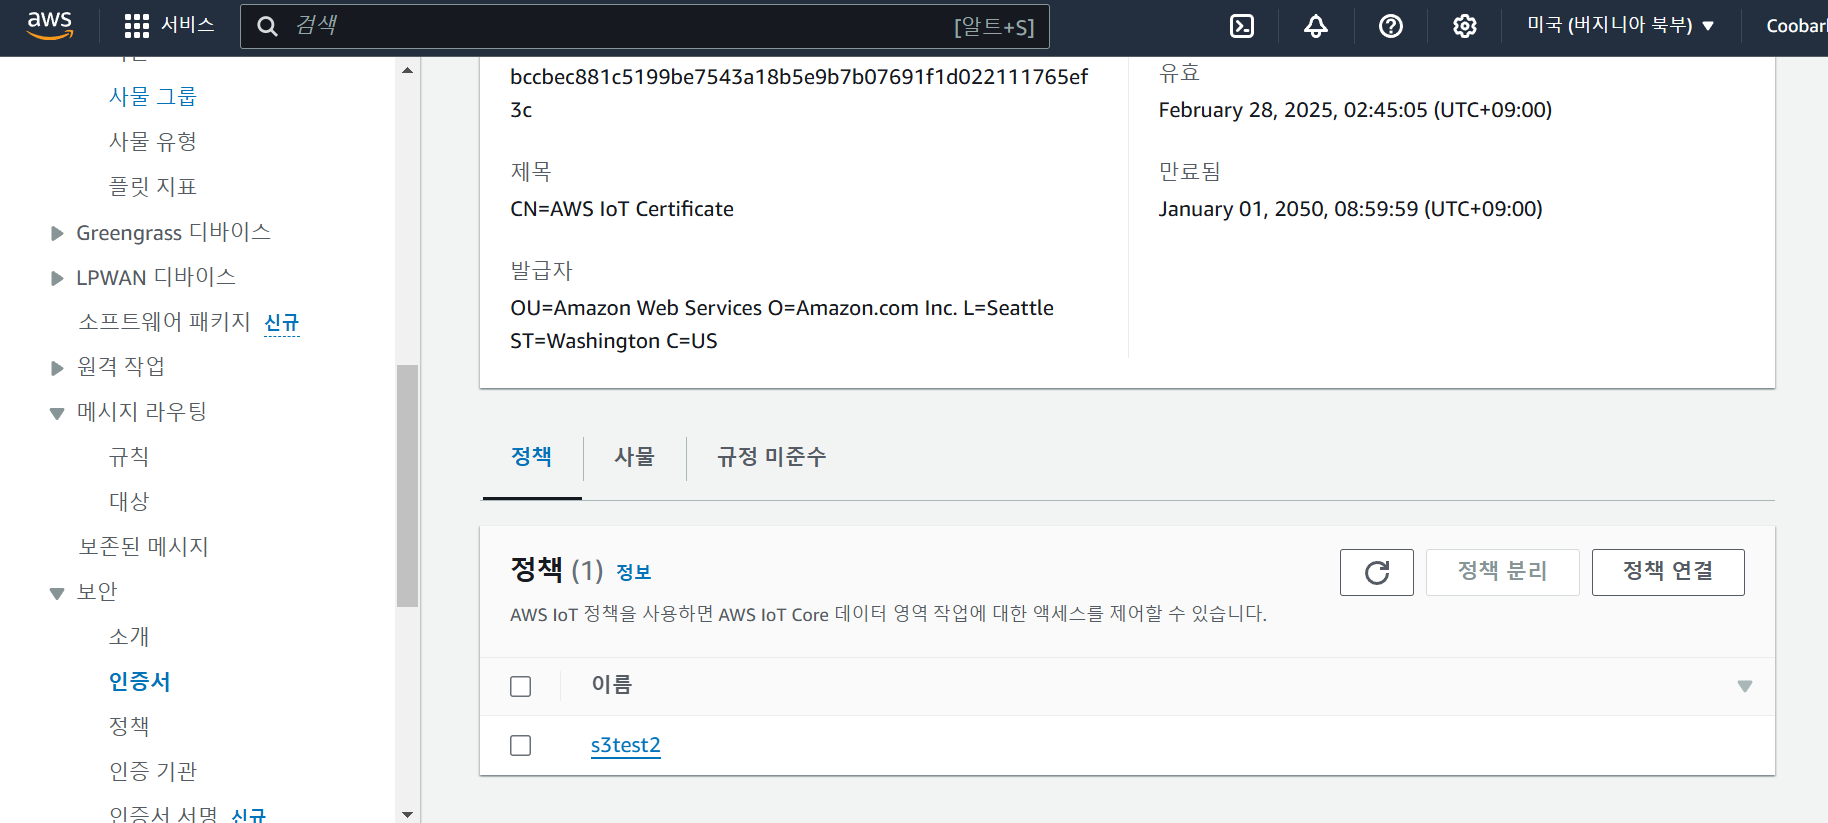 aws
서비스
검색
[알트+S]
미국 (버지니아 북부)
사물 그룹
사물 유형
플릿 지표
Greengrass 디바이스
LPWAN 디바이스
소프트웨어 패키지 신규
원격 작업
메시지 라우팅
규칙
대상
보존된 메시지
보안
소개
인증서
정책
인증 기관
인증서 서명 신규
bccbec881c5199be7543a18b5e9b7b07691f1d022111765ef
3c
제목
CN=AWS IoT Certificate
발급자
OU=Amazon Web Services O=Amazon.com Inc. L=Seattle
ST=Washington C=US
유효
February 28, 2025, 02:45:05 (UTC+09:00)
만료됨
January 01, 2050, 08:59:59 (UTC+09:00)
정책
사물
규정 미준수
정책 (1) 정보
정책 분리
정책 연결
AWS IoT 정책을 사용하면 AWS IoT Core 데이터 영역 작업에 대한 액세스를 제어할 수 있습니다.
이름
s3test2